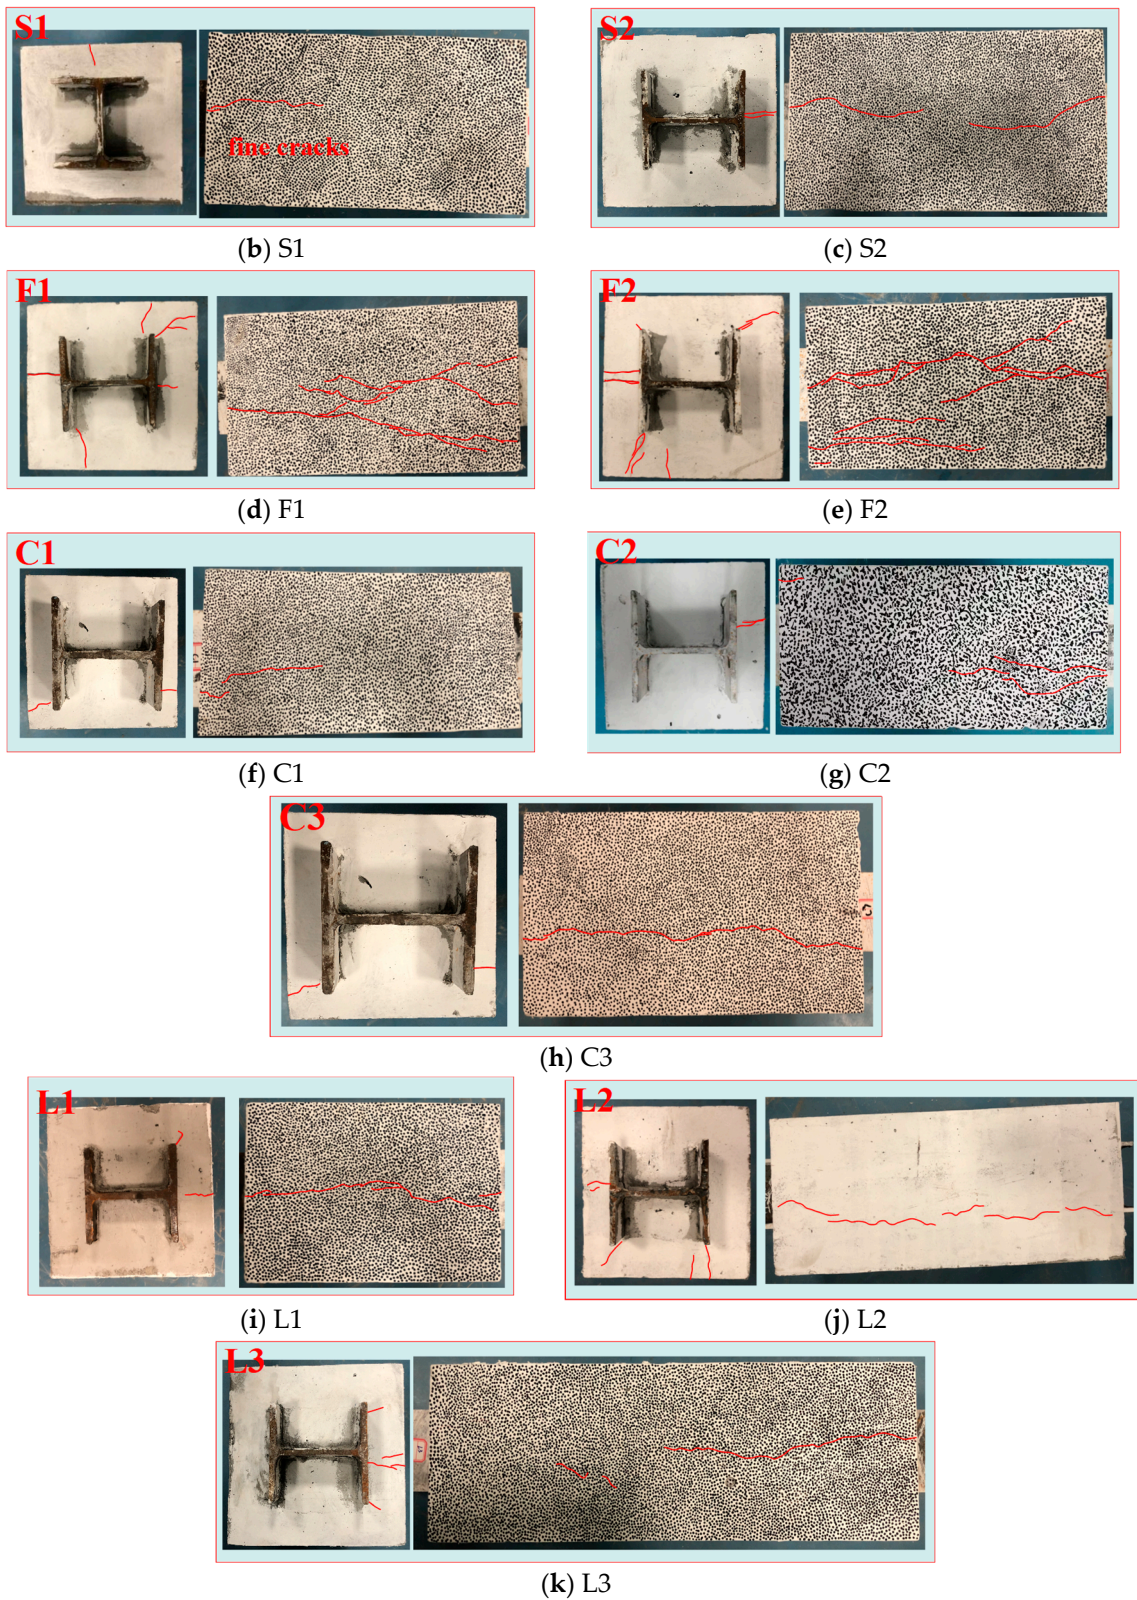 S1
S2
fine cracks
(b) S1
(c) S2
F1
F2
(d) F1
(e) F2
C1
C2
(f) C1
(g) C2
C3
(h) C3
L1
L2
(i) L1
(j) L2
L3
(k) L3